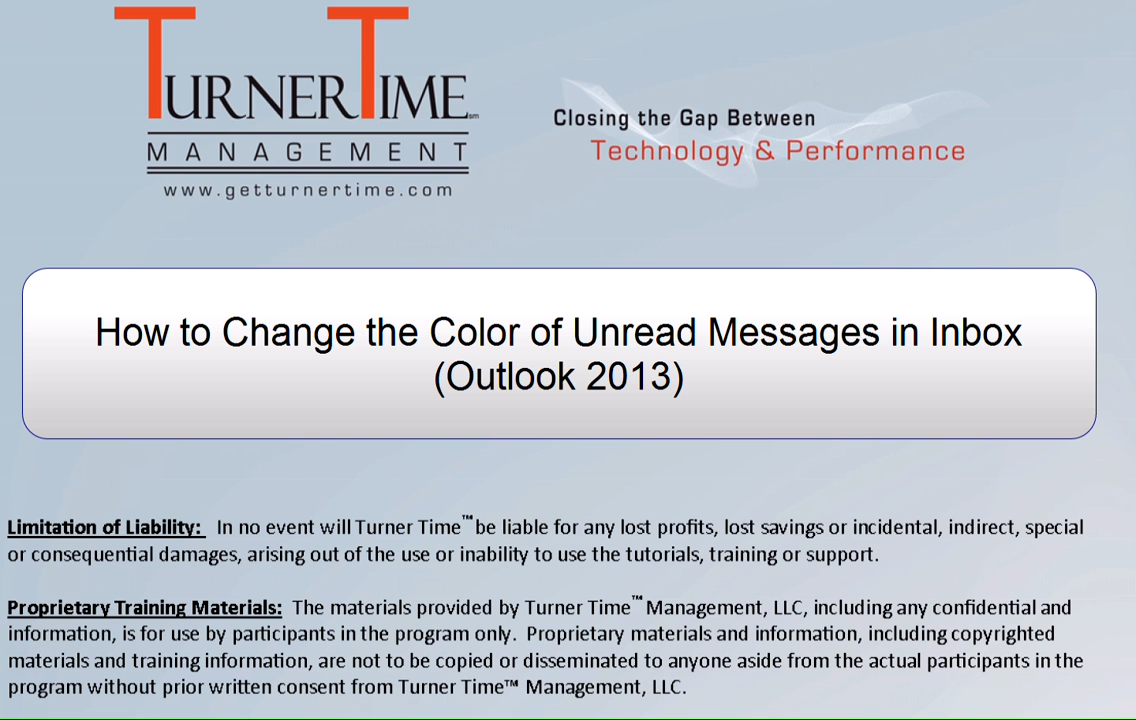 TURNERTIME sm
MANAGEMENT
www.getturnertime.com
Closing the Gap Between
Technology & Performance
How to Change the Color of Unread Messages in Inbox
(Outlook 2013)
Limitation of Liability: In no event will Turner Time™ be liable for any lost profits, lost savings or incidental, indirect, special
or consequential damages, arising out of the use or inability to use the tutorials, training or support.
Proprietary Training Materials: The materials provided by Turner Time™ Management, LLC, including any confidential and
information, is for use by participants in the program only. Proprietary materials and information, including copyrighted
materials and training information, are not to be copied or disseminated to anyone aside from the actual participants in the
program without prior written consent from Turner Time™ Management, LLC.